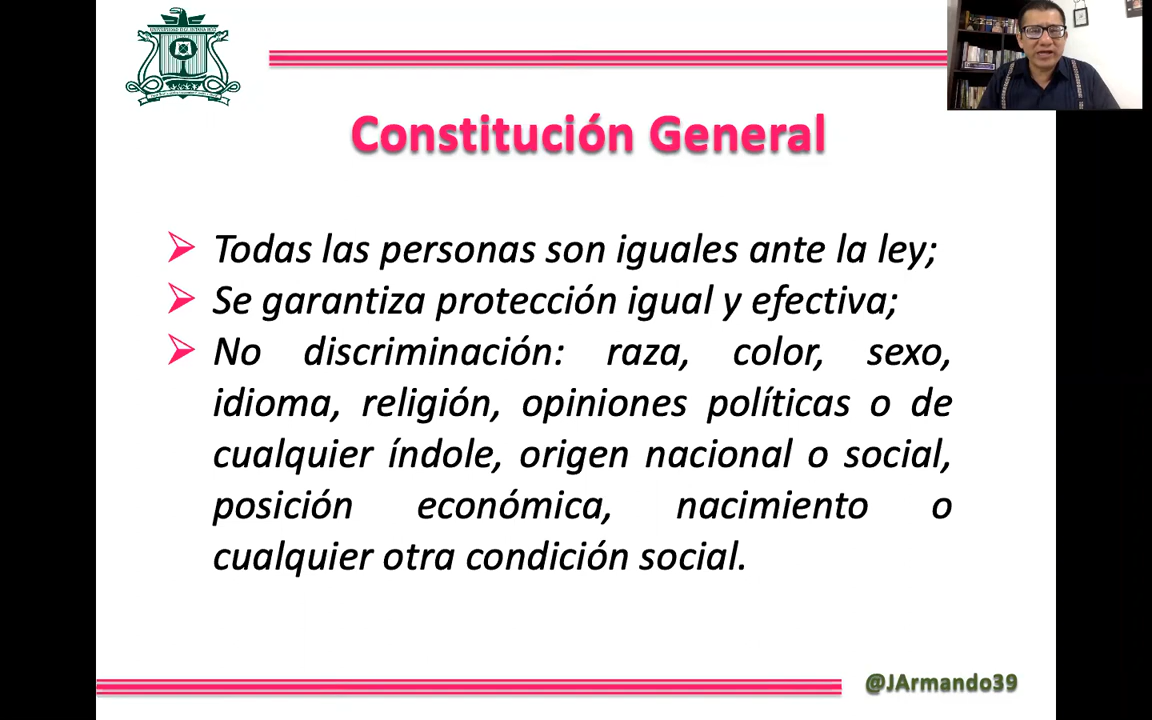 Constitución General
Todas las personas son iguales ante la ley;
Se garantiza protección igual y efectiva;
No discriminación: raza, color, sexo,
idioma, religión, opiniones políticas o de
cualquier índole, origen nacional o social,
posición económica, nacimiento o
cualquier otra condición social.
@JArmando39